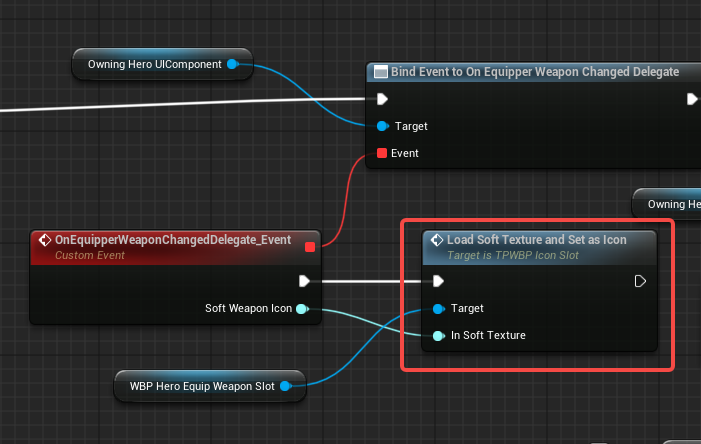 Owning Hero UIComponent
Bind Event to On Equipper Weapon Changed Delegate
Target
Event
Owning He
OnEquipperWeaponChangedDelegate_Event
Custom Event
Load Soft Texture and Set as Icon
Target is TPWBP Icon Slot
Soft Weapon Icon
Target
In Soft Texture
WBP Hero Equip Weapon Slot